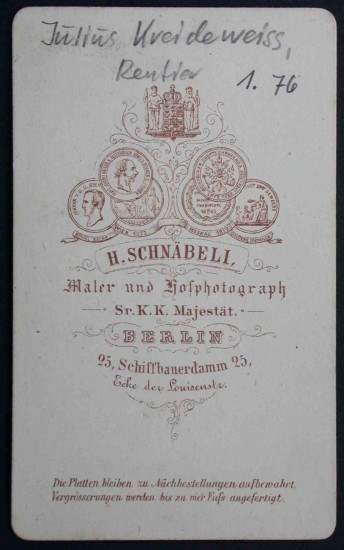 Julius Kreideweiss,
Rentier
1. 76
H. SCHNÄBELI,
Maler und Hofphotograph
Sr. K. K. Majestät.
BERLIN
25, Schiffbauerdamm 25,
Ecke der Louisenstr.
Die Platten bleiben zu Nachbestellungen aufbewahrt.
Vergrösserungen werden bis zu mer Fuss angefertigt.